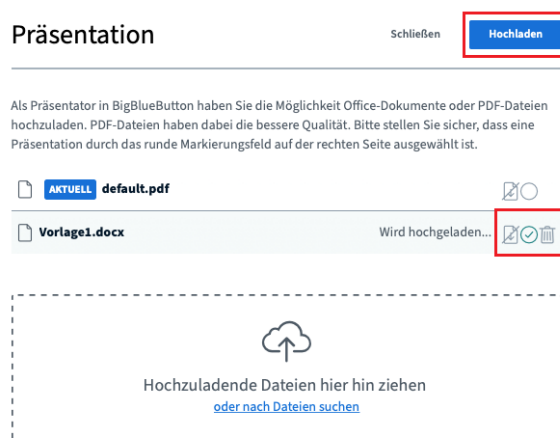 Präsentation
Schließen
Hochladen
Als Präsentator in BigBlueButton haben Sie die Möglichkeit Office-Dokumente oder PDF-Dateien
hochzuladen. PDF-Dateien haben dabei die bessere Qualität. Bitte stellen Sie sicher, dass eine
Präsentation durch das runde Markierungsfeld auf der rechten Seite ausgewählt ist.
AKTUELL default.pdf
Vorlage1.docx Wird hochgeladen...
Hochzuladende Dateien hier hin ziehen
oder nach Dateien suchen